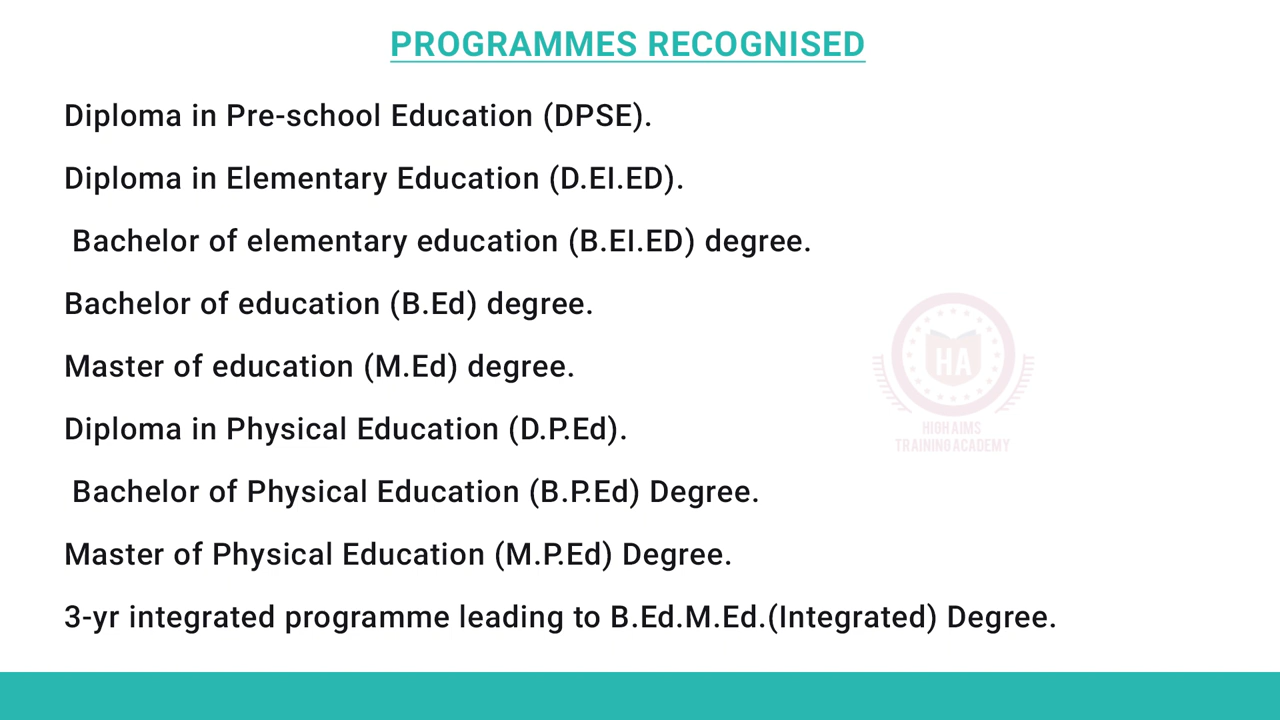 PROGRAMMES RECOGNISED
Diploma in Pre-school Education (DPSE).
Diploma in Elementary Education (D.EI.ED).
Bachelor of elementary education (B.EI.ED) degree.
Bachelor of education (B.Ed) degree.
Master of education (M.Ed) degree.
HA
HIGH AIMS
TRAINING ACADEMY
Diploma in Physical Education (D.P.Ed).
Bachelor of Physical Education (B.P.Ed) Degree.
Master of Physical Education (M.P.Ed) Degree.
3-yr integrated programme leading to B.Ed.M.Ed.(Integrated) Degree.